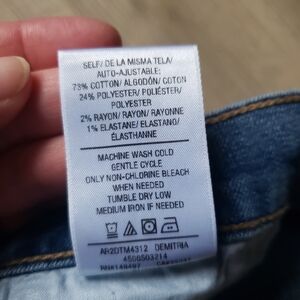 SELF/ DE LA MISMA TELA/
AUTO-AJUSTABLE:
73% COTTON/ ALGODÓN/ COTON
24% POLYESTER/ POLIÉSTER/
POLYESTER
2% RAYON/ RAYÓN/ RAYONNE
1% ELASTANE/ ELASTANO/
ÉLASTHANNE
MACHINE WASH COLD
GENTLE CYCLE
ONLY NON-CHLORINE BLEACH
WHEN NEEDED
TUMBLE DRY LOW
MEDIUM IRON IF NEEDED
AR2DTM4312 DEMITRIA
4500503214